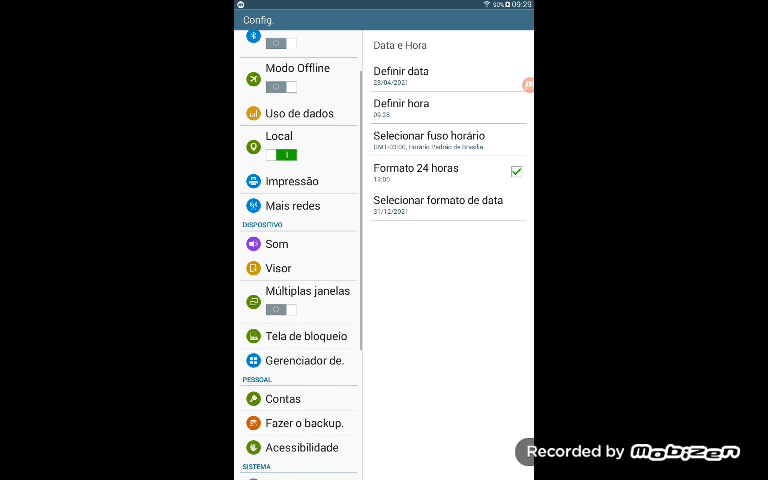 90% 09:29
Config.
Modo Offline
Uso de dados
Local
Impressão
Mais redes
DISPOSITIVO
Som
Visor
Múltiplas janelas
Tela de bloqueio
Gerenciador de.
PESSOAL
Contas
Fazer o backup.
Acessibilidade
SISTEMA
Data e Hora
Definir data
28/04/2021
Definir hora
09:28
Selecionar fuso horário
GMT-03:00, Horário Padrão de Brasília
Formato 24 horas
13:00
Selecionar formato de data
31/12/2021
Recorded by mobizen